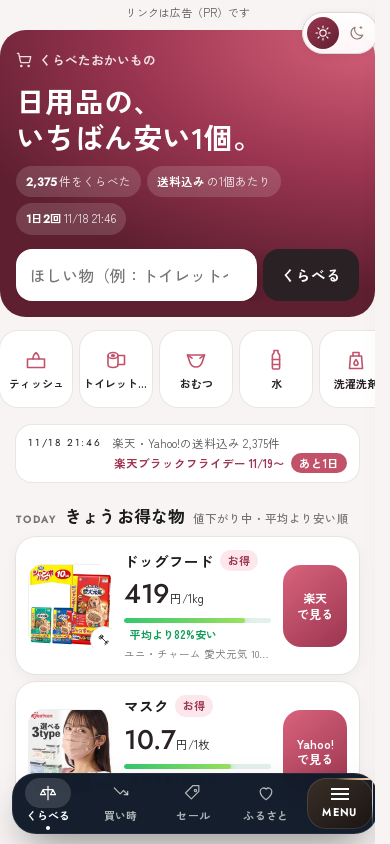 リンクは広告（PR）です
くらべたおかいもの
日用品の、
いちばん安い1個。
2,375件をくらべた
送料込みの1個あたり
1日2回 11/18 21:46
ほしい物（例：トイレットペ
くらべる
ティッシュ
トイレット…
おむつ
水
洗濯洗剤
11/18 21:46 楽天・Yahoo!の送料込み 2,375件
楽天ブラックフライデー 11/19〜 あと1日
TODAY きょうお得な物 値下がり中・平均より安い順
ドッグフード お得
419円/1kg
平均より82%安い
ユニ・チャーム 愛犬元気 10…
楽天
で見る
マスク お得
10.7円/1枚
選べる
3type
Yahoo!
で見る
くらべる
買い時
セール
ふるさと
MENU